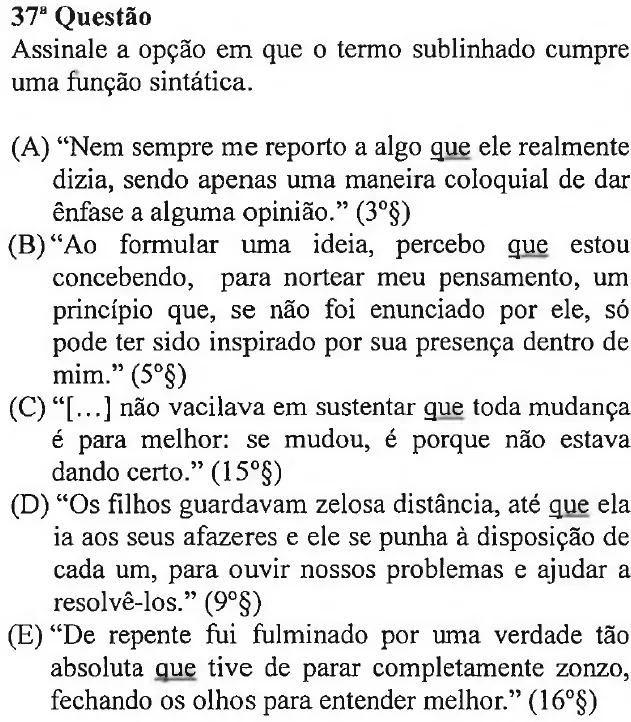 37ª Questão
Assinale a opção em que o termo sublinhado cumpre
uma função sintática.
(A) “Nem sempre me reporto a algo que ele realmente
dizia, sendo apenas uma maneira coloquial de dar
ênfase a alguma opinião.” (3º§)
(B) “Ao formular uma ideia, percebo que estou
concebendo, para nortear meu pensamento, um
princípio que, se não foi enunciado por ele, só
pode ter sido inspirado por sua presença dentro de
mim.” (5º§)
(C) “[…] não vacilava em sustentar que toda mudança
é para melhor: se mudou, é porque não estava
dando certo.” (15º§)
(D) “Os filhos guardavam zelosa distância, até que ela
ia aos seus afazeres e ele se punha à disposição de
cada um, para ouvir nossos problemas e ajudar a
resolvê-los.” (9º§)
(E) “De repente fui fulminado por uma verdade tão
absoluta que tive de parar completamente zonzo,
fechando os olhos para entender melhor.” (16º§)